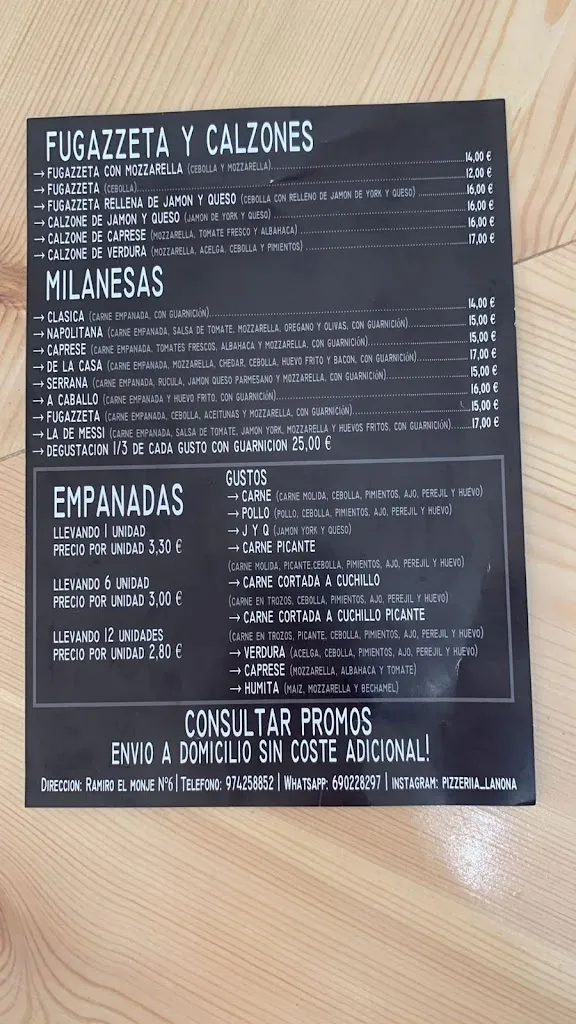 FUGAZZETA Y CALZONES
→ FUGAZZETA CON MOZZARELLA (CEBOLLA Y MOZZARELLA) 14,00 €
→ FUGAZZETA (CEBOLLA) 12,00 €
→ FUGAZZETA RELLENA DE JAMON Y QUESO (CEBOLLA CON RELLENO DE JAMON DE YORK Y QUESO) 16,00 €
→ CALZONE DE JAMON Y QUESO (JAMON DE YORK Y QUESO) 16,00 €
→ CALZONE DE CAPRESE (MOZZARELLA, TOMATE FRESCO Y ALBAHACA) 16,00 €
→ CALZONE DE VERDURA (MOZZARELLA, ACELGA, CEBOLLA Y PIMIENTOS) 17,00 €
MILANESAS
→ CLASICA (CARNE EMPANADA, CON GUARNICIÓN) 14,00 €
→ NAPOLITANA (CARNE EMPANADA, SALSA DE TOMATE, MOZZARELLA, OREGANO Y OLIVAS, CON GUARNICIÓN) 15,00 €
→ CAPRESE (CARNE EMPANADA, TOMATES FRESCOS, ALBAHACA Y MOZZARELLA, CON GUARNICIÓN) 15,00 €
→ DE LA CASA (CARNE EMPANADA, MOZZARELLA, CHEDAR, CEBOLLA, HUEVO FRITO Y BACON, CON GUARNICIÓN) 17,00 €
→ SERRANA (CARNE EMPANADA, RUCULA, JAMON QUESO PARMESANO Y MOZZARELLA, CON GUARNICIÓN) 15,00 €
→ A CABALLO (CARNE EMPANADA Y HUEVO FRITO, CON GUARNICIÓN) 16,00 €
→ FUGAZZETA (CARNE EMPANADA, CEBOLLA, ACEITUNAS Y MOZZARELLA, CON GUARNICIÓN) 15,00 €
→ LA DE MESSI (CARNE EMPANADA, SALSA DE TOMATE, JAMON YORK, MOZZARELLA Y HUEVOS FRITOS, CON GUARNICIÓN) 17,00 €
→ DEGUSTACION 1/3 DE CADA GUSTO CON GUARNICION 25,00 €
EMPANADAS
LLEVANDO 1 UNIDAD
PRECIO POR UNIDAD 3,30 €
LLEVANDO 6 UNIDAD
PRECIO POR UNIDAD 3,00 €
LLEVANDO 12 UNIDADES
PRECIO POR UNIDAD 2,80 €
GUSTOS
→ CARNE (CARNE MOLIDA, CEBOLLA, PIMIENTOS, AJO, PEREJIL Y HUEVO)
→ POLLO (POLLO, CEBOLLA, PIMIENTOS, AJO, PEREJIL Y HUEVO)
→ J Y Q (JAMON YORK Y QUESO)
→ CARNE PICANTE
(CARNE MOLIDA, PICANTE,CEBOLLA, PIMIENTOS, AJO, PEREJIL Y HUEVO)
→ CARNE CORTADA A CUCHILLO
(CARNE EN TROZOS, CEBOLLA, PIMIENTOS, AJO, PEREJIL Y HUEVO)
→ CARNE CORTADA A CUCHILLO PICANTE
(CARNE EN TROZOS, PICANTE, CEBOLLA, PIMIENTOS, AJO, PEREJIL Y HUEVO)
→ VERDURA (ACELGA, CEBOLLA, PIMIENTOS, AJO, PEREJIL Y HUEVO)
→ CAPRESE (MOZZARELLA, ALBAHACA Y TOMATE)
→ HUMITA (MAIZ, MOZZARELLA Y BECHAMEL)
CONSULTAR PROMOS
ENVIO A DOMICILIO SIN COSTE ADICIONAL!
DIRECCION: RAMIRO EL MONJE Nº6 | TELEFONO: 974258852 | WHATSAPP: 690228297 | INSTAGRAM: PIZZERIIA_LANONA